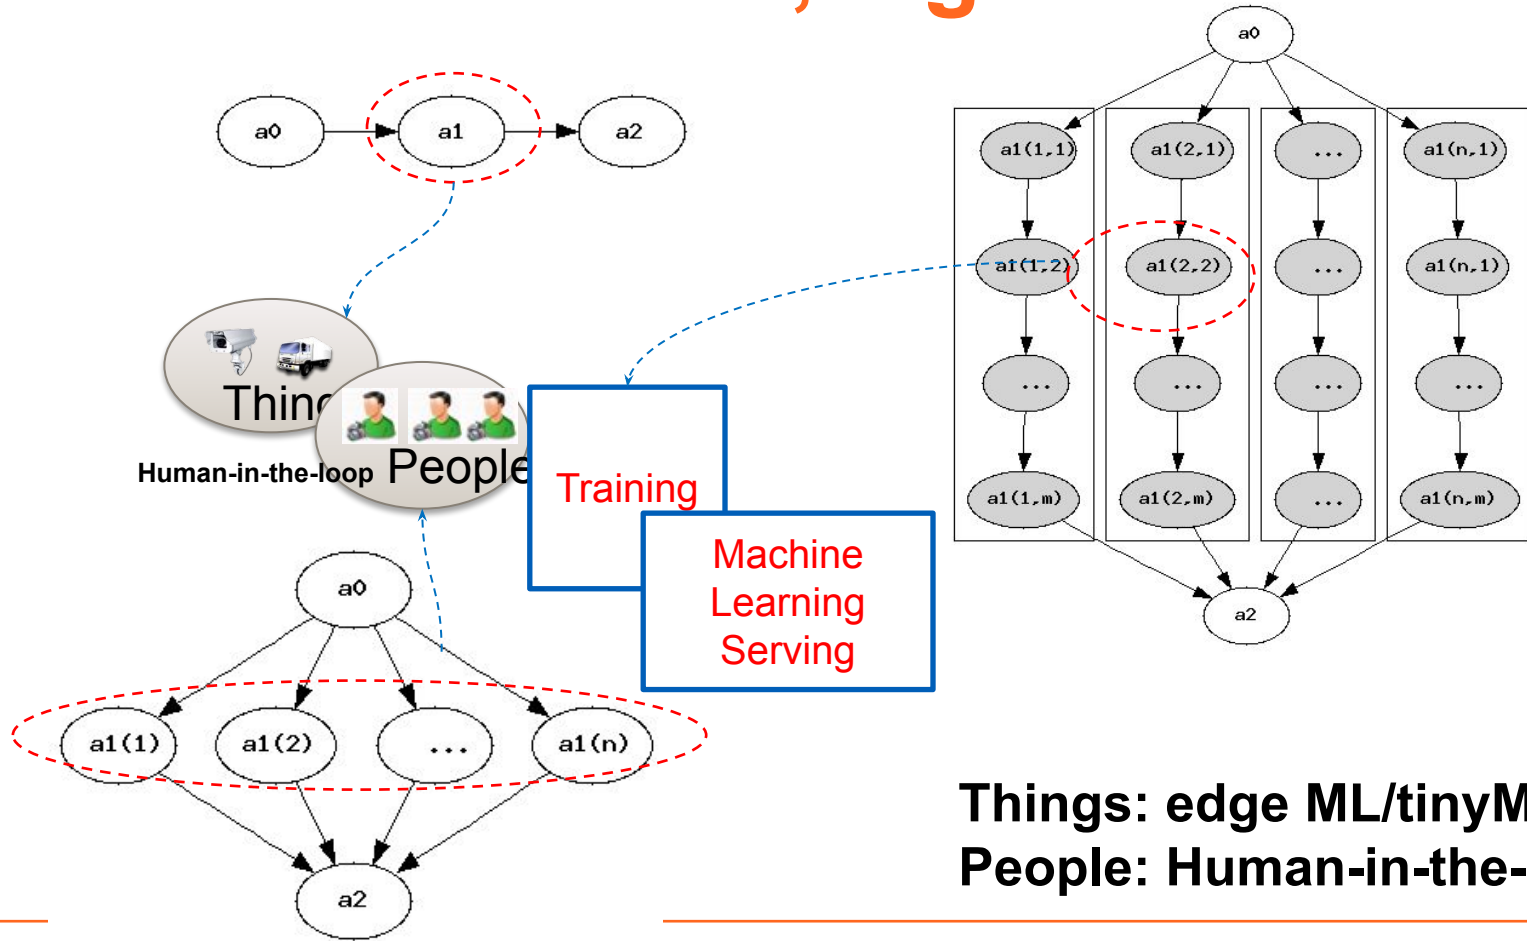 a0
a1
a2
a0
a1(1,1)
a1(2,1)
...
a1(n,1)
a1(1,2)
a1(2,2)
...
a1(n,1)
...
...
...
...
a1(1,m)
a1(2,m)
...
a1(n,m)
a2
Thing
Human-in-the-loop
People
Training
Machine
Learning
Serving
a0
a1(1)
a1(2)
...
a1(n)
a2
Things: edge ML/tinyM
People: Human-in-the-